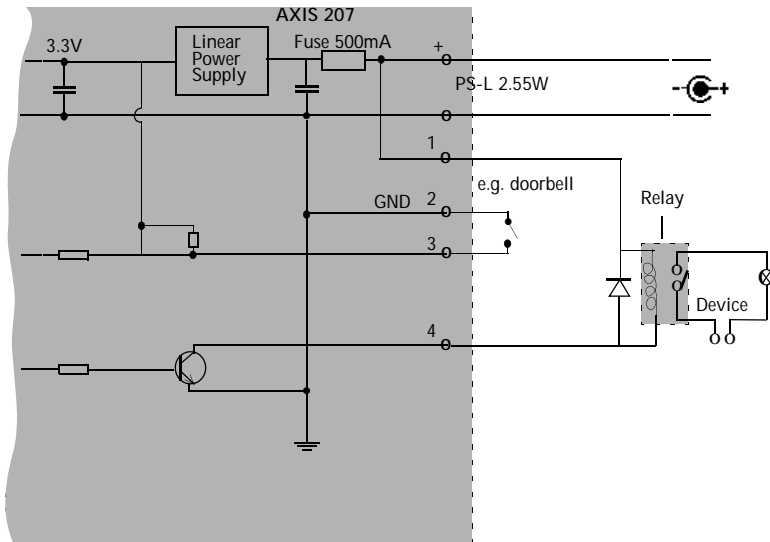 AXIS 207
3.3V
Linear
Power
Supply
Fuse 500mA
+
PS-L 2.55W
- +
1
e.g. doorbell
GND 2
3
Relay
Device
4